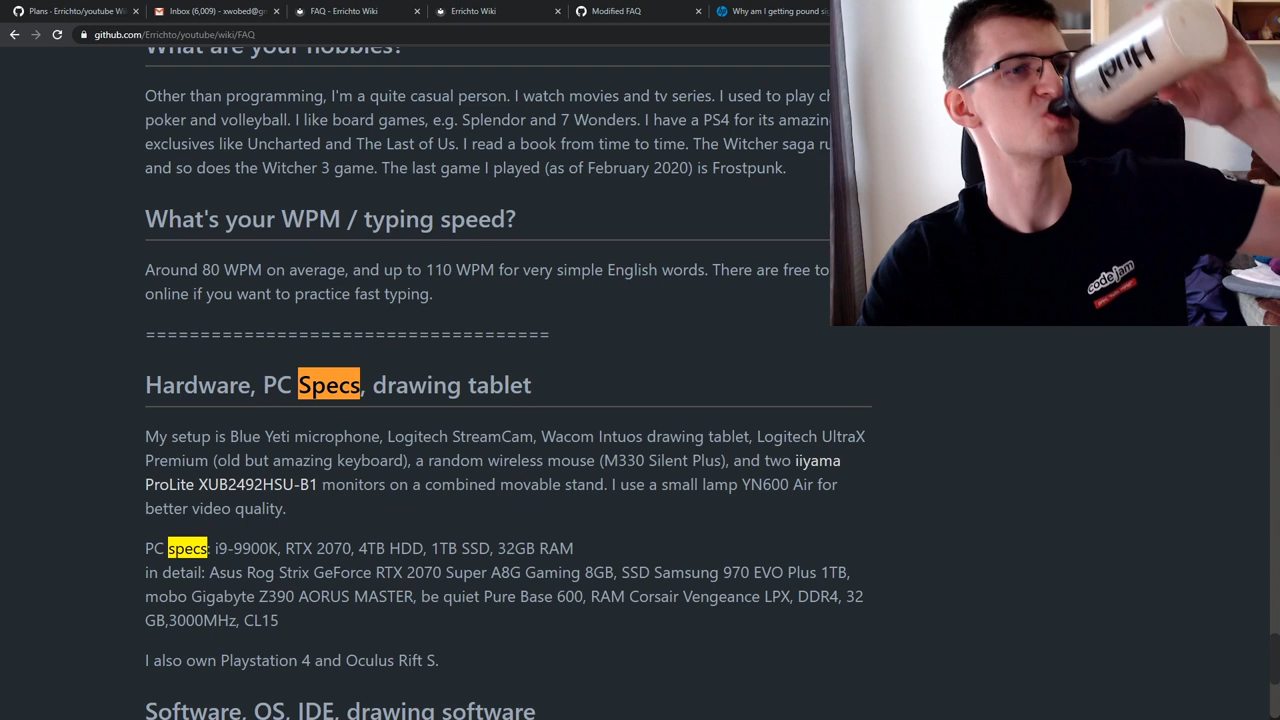 Plans · Errichto/youtube Wi
Inbox (6,009) - xwobed@g
FAQ – Errichto Wiki
Errichto Wiki
Modified FAQ
Why am I getting pound si
github.com/Errichto/youtube/wiki/FAQ
What are your hobbies?
Other than programming, I'm a quite casual person. I watch movies and tv series. I used to play ch
poker and volleyball. I like board games, e.g. Splendor and 7 Wonders. I have a PS4 for its amazin
exclusives like Uncharted and The Last of Us. I read a book from time to time. The Witcher saga ru
and so does the Witcher 3 game. The last game I played (as of February 2020) is Frostpunk.
What's your WPM / typing speed?
Around 80 WPM on average, and up to 110 WPM for very simple English words. There are free to
online if you want to practice fast typing.
=====================================
Hardware, PC Specs, drawing tablet
My setup is Blue Yeti microphone, Logitech StreamCam, Wacom Intuos drawing tablet, Logitech UltraX
Premium (old but amazing keyboard), a random wireless mouse (M330 Silent Plus), and two iiyama
ProLite XUB2492HSU-B1 monitors on a combined movable stand. I use a small lamp YN600 Air for
better video quality.
PC specs: i9-9900K, RTX 2070, 4TB HDD, 1TB SSD, 32GB RAM
in detail: Asus Rog Strix GeForce RTX 2070 Super A8G Gaming 8GB, SSD Samsung 970 EVO Plus 1TB,
mobo Gigabyte Z390 AORUS MASTER, be quiet Pure Base 600, RAM Corsair Vengeance LPX, DDR4, 32
GB,3000MHz, CL15
I also own Playstation 4 and Oculus Rift S.
Software, OS, IDE, drawing software
Huel
code jam